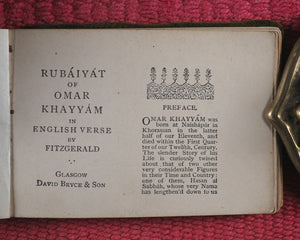 RUBÁIYÁT
OF
OMAR
KHAYYÁM
IN
ENGLISH VERSE
BY
FITZGERALD
GLASGOW
DAVID BRYCE & SON
PREFACE.
OMAR KHAYYÁM was
born at Naishápúr in
Khorassan in the latter
half of our Eleventh, and
died within the First Quar-
ter of our Twelfth, Century.
The slender Story of his
Life is curiously twined
about that of two other
very considerable Figures
in their Time and Country:
one of them, Hasan al
Sabbáh, whose very Name
has lengthen'd down to us